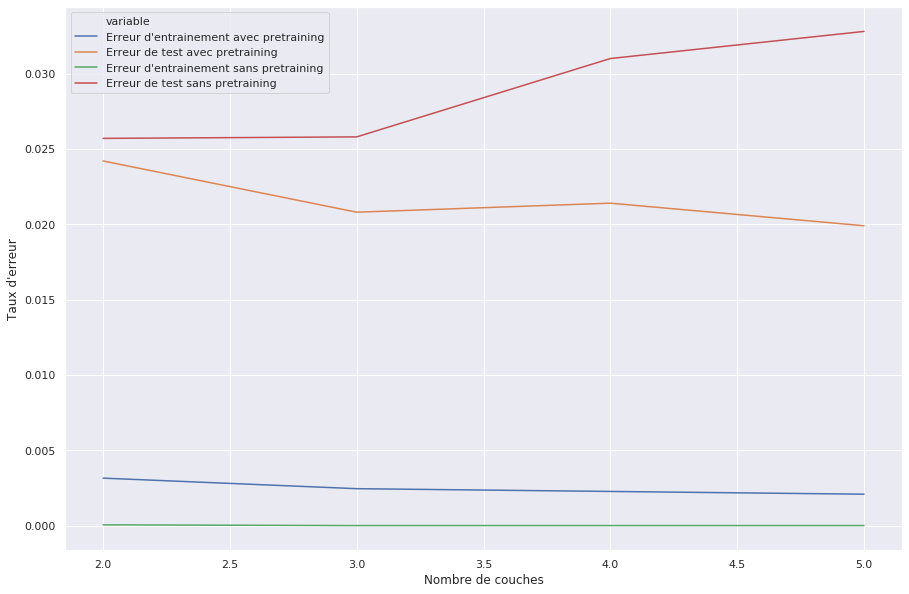 variable
Erreur d'entrainement avec pretraining
Erreur de test avec pretraining
Erreur d'entrainement sans pretraining
Erreur de test sans pretraining
0.030
0.025
0.020
0.015
0.010
0.005
0.000
Taux d'erreur
2.0 2.5 3.0 3.5 4.0 4.5 5.0
Nombre de couches